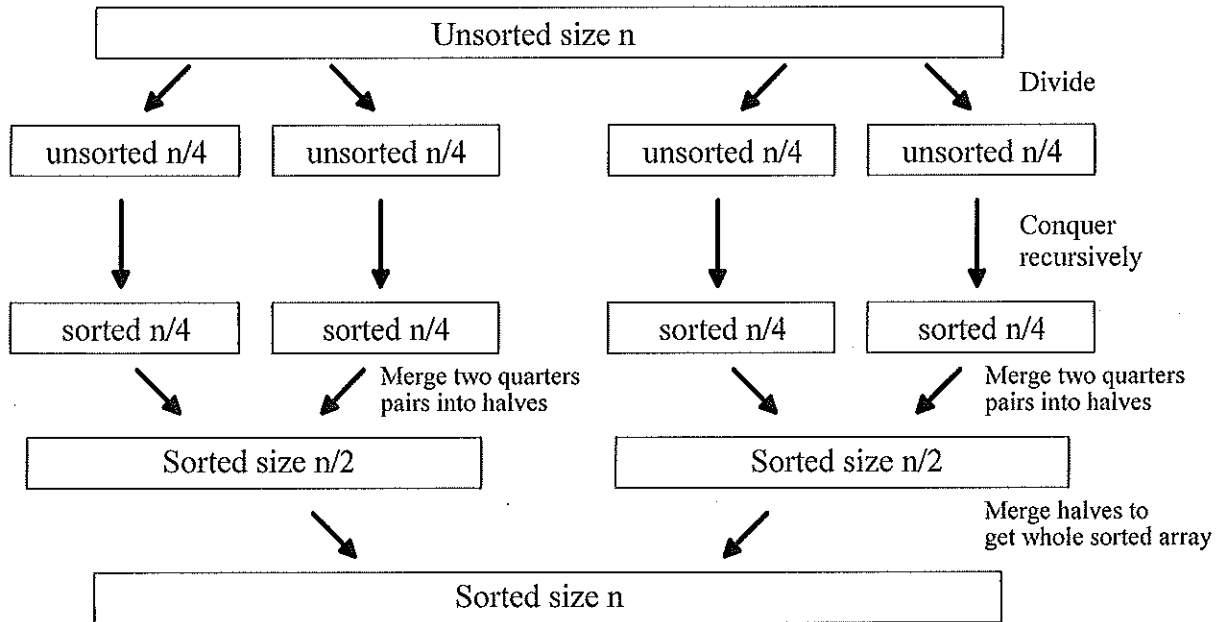 Unsorted size n
Divide
unsorted n/4
unsorted n/4
unsorted n/4
unsorted n/4
Conquer
recursively
sorted n/4
sorted n/4
sorted n/4
sorted n/4
Merge two quarters
pairs into halves
Merge two quarters
pairs into halves
Sorted size n/2
Sorted size n/2
Merge halves to
get whole sorted array
Sorted size n